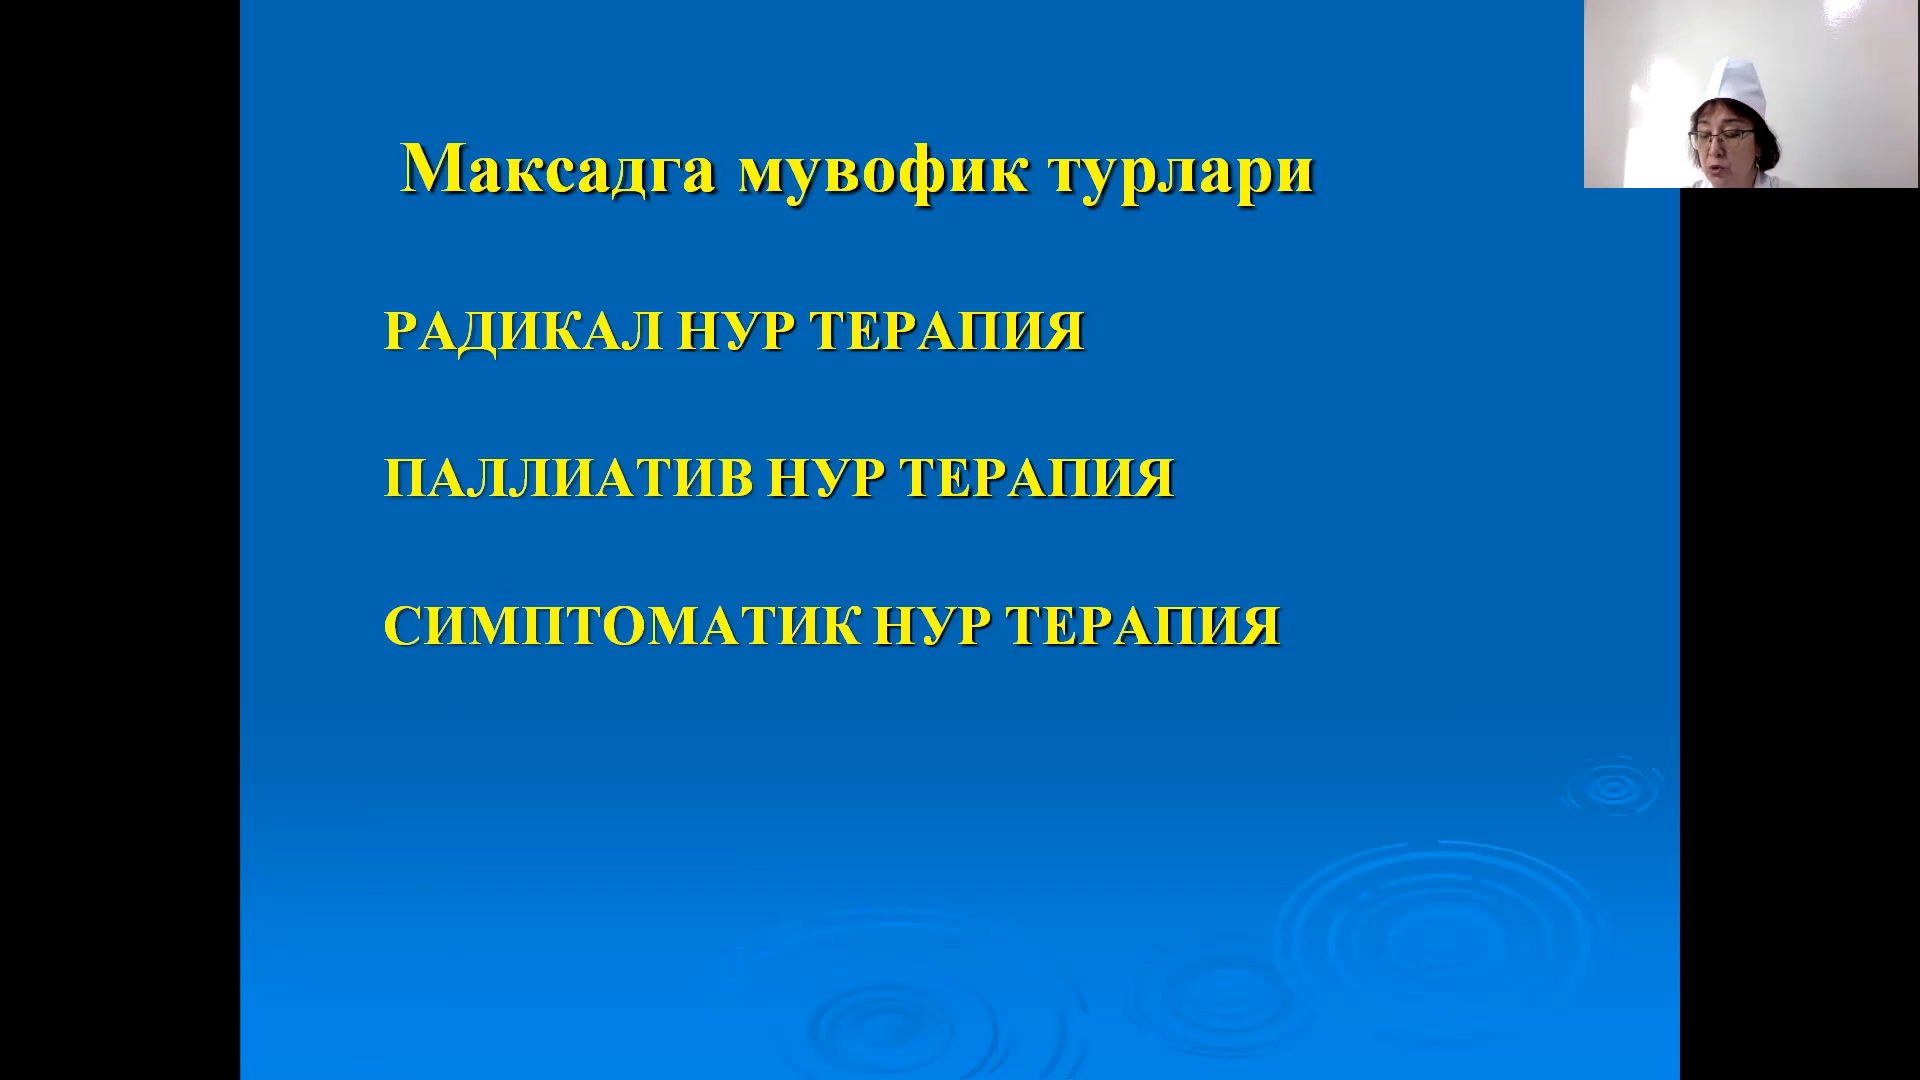 Максадга мувофик турлари
РАДИКАЛ НУР ТЕРАПИЯ
ПАЛЛИАТИВ НУР ТЕРАПИЯ
СИМПТОМАТИК НУР ТЕРАПИЯ